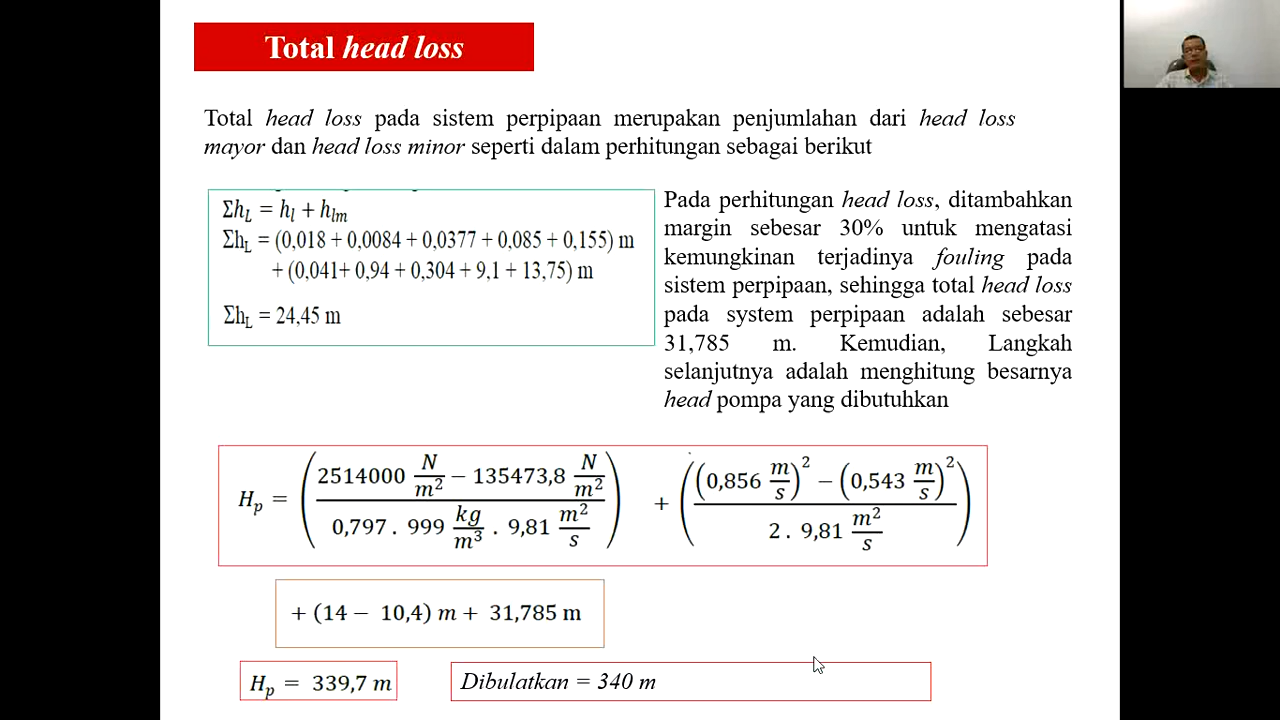 Total head loss
Total head loss pada sistem perpipaan merupakan penjumlahan dari head loss
mayor dan head loss minor seperti dalam perhitungan sebagai berikut
Σh_L = h_l + h_lm
Σh_L = (0,018 + 0,0084 + 0,0377 + 0,085 + 0,155) m
+ (0,041+ 0,94 + 0,304 + 9,1 + 13,75) m
Σh_L = 24,45 m
Pada perhitungan head loss, ditambahkan
margin sebesar 30% untuk mengatasi
kemungkinan terjadinya fouling pada
sistem perpipaan, sehingga total head loss
pada system perpipaan adalah sebesar
31,785 m. Kemudian, Langkah
selanjutnya adalah menghitung besarnya
head pompa yang dibutuhkan
H_p = ((2514000 N/m² − 135473,8 N/m²) / (0,797 . 999 kg/m³ . 9,81 m²/s)) + (((0,856 m/s)² − (0,543 m/s)²) / (2 . 9,81 m²/s))
+ (14 − 10,4) m + 31,785 m
H_p = 339,7 m
Dibulatkan = 340 m